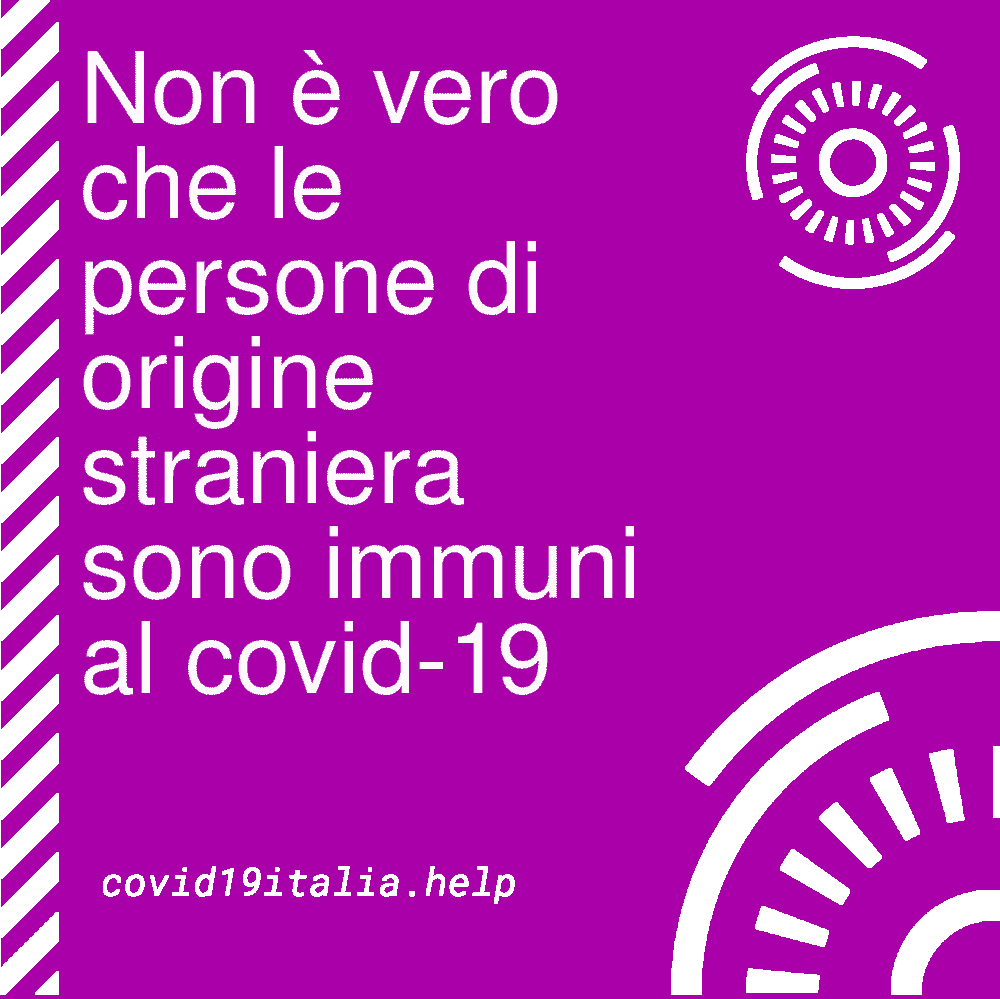 Non è vero
che le
persone di
origine
straniera
sono immuni
al covid-19
covid19italia.help